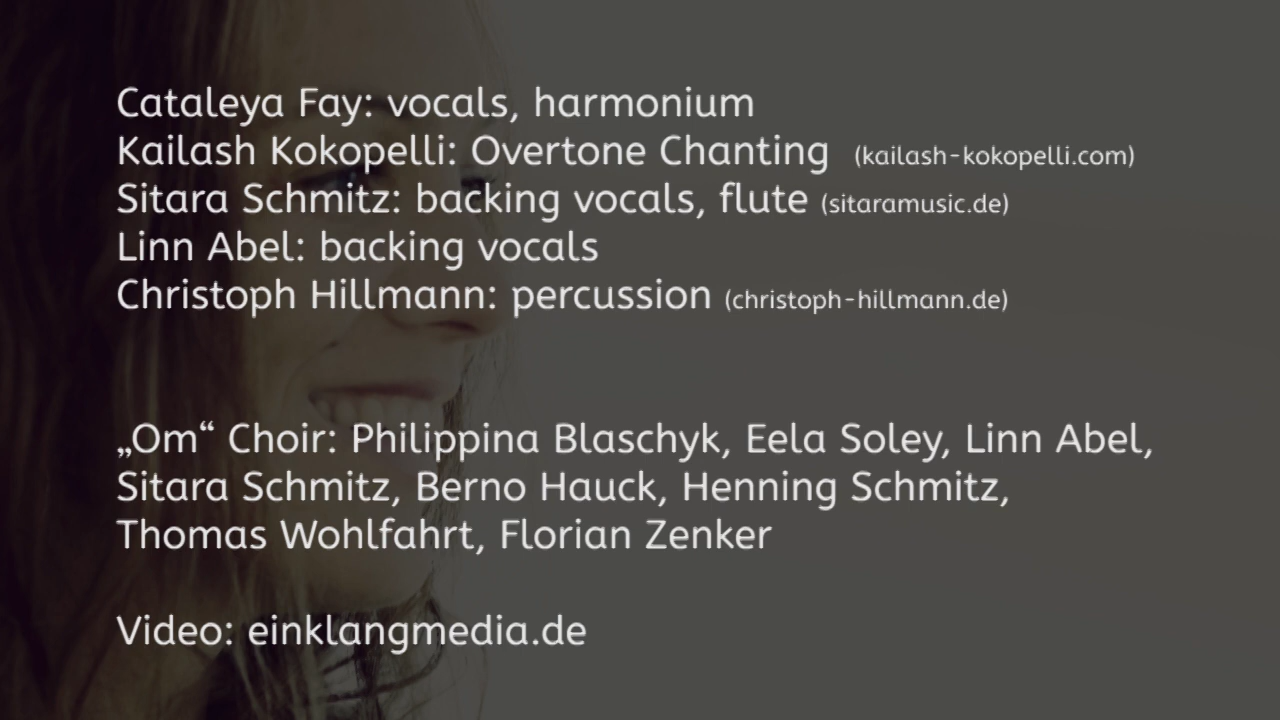 Cataleya Fay: vocals, harmonium
Kailash Kokopelli: Overtone Chanting (kailash-kokopelli.com)
Sitara Schmitz: backing vocals, flute (sitaramusic.de)
Linn Abel: backing vocals
Christoph Hillmann: percussion (christoph-hillmann.de)
„Om“ Choir: Philippina Blaschyk, Eela Soley, Linn Abel,
Sitara Schmitz, Berno Hauck, Henning Schmitz,
Thomas Wohlfahrt, Florian Zenker
Video: einklangmedia.de